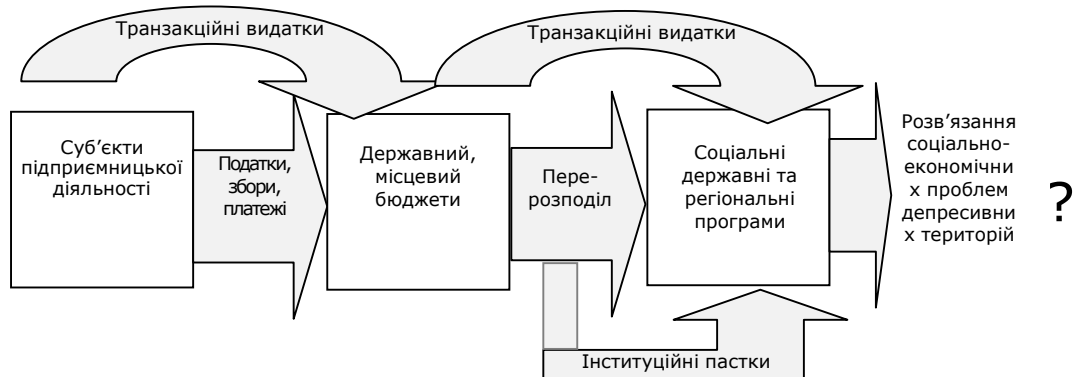 Транзакційні видатки
Транзакційні видатки
Суб’єкти
підприємницької
діяльності
Податки,
збори,
платежі
Державний,
місцевий
бюджети
Пере-
розподіл
Соціальні
державні та
регіональні
програми
Розв’язання
соціально-
економічни
х проблем
депресивни
х територій
?
Інституційні пастки